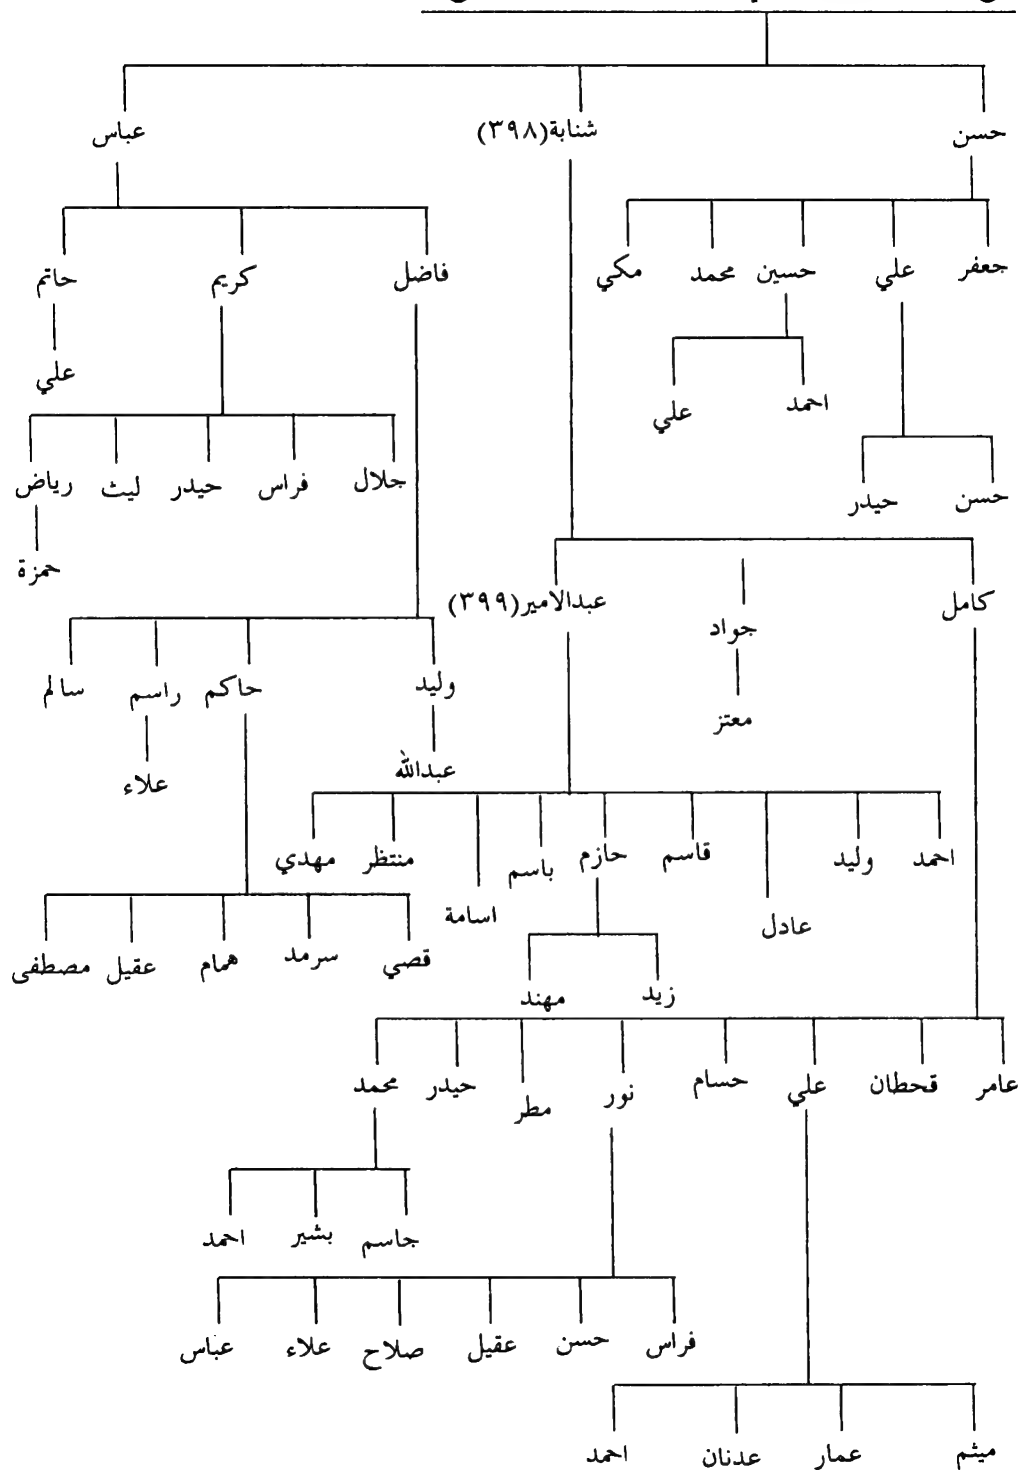 حسن شنابة(٣٩٨) عباس
جعفر علي حسين محمد مكي فاضل كريم حاتم
احمد علي علي
حسن حيدر جلال فراس حيدر ليث رياض
حمزة
كامل جواد عبدالامير(٣٩٩)
وليد حاكم راسم سالم
معتز
عبدالله علاء
احمد وليد عادل قاسم حازم باسم اسامة منتظر مهدي
قصي سرمد همام عقيل مصطفى
زيد مهند
عامر قحطان علي حسام نور مطر حيدر محمد
جاسم بشير احمد
فراس حسن عقيل صلاح علاء عباس
ميثم عمار عدنان احمد